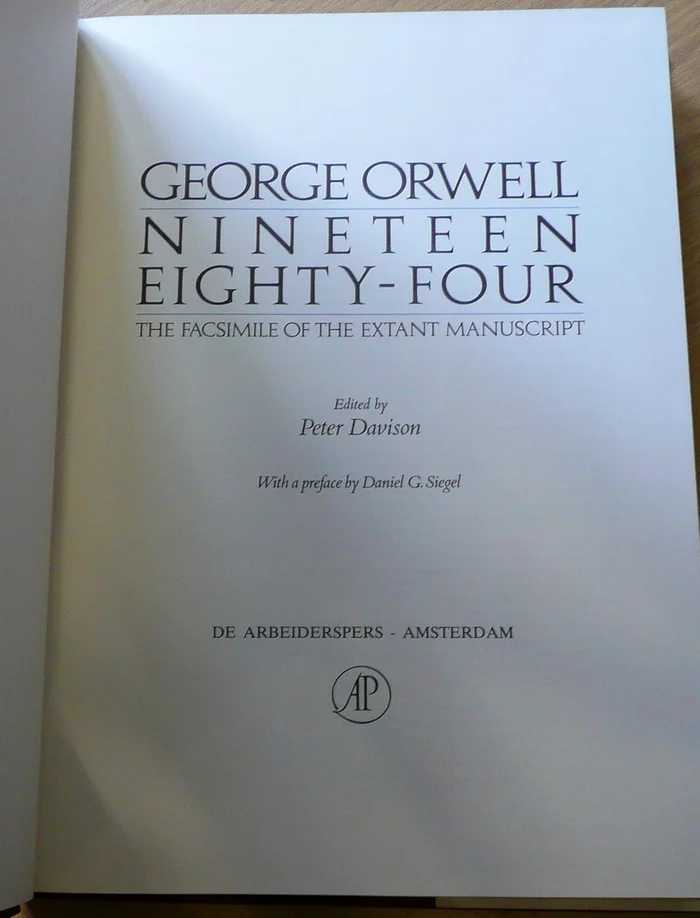 GEORGE ORWELL
NINETEEN
EIGHTY-FOUR
THE FACSIMILE OF THE EXTANT MANUSCRIPT
Edited by
Peter Davison
With a preface by Daniel G. Siegel
DE ARBEIDERSPERS - AMSTERDAM
AP